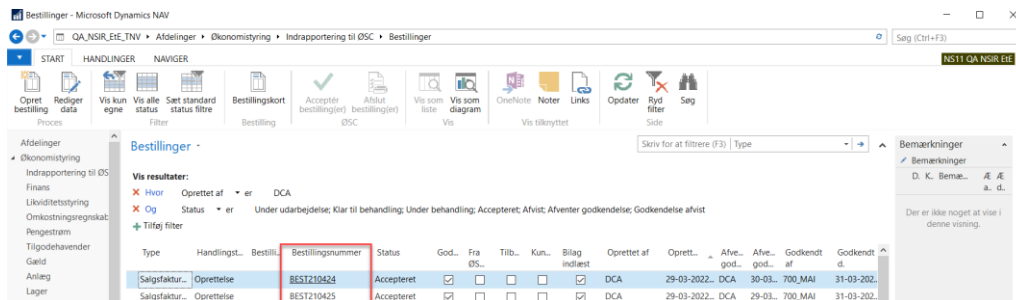 Bestillinger - Microsoft Dynamics NAV
QA_NSIR_EtE_TNV Afdelinger Økonomistyring Indrapportering til ØSC Bestillinger
Søg (Ctrl+F3)
START HANDLINGER NAVIGER
NS11 QA NSIR EtE
Opret bestilling
Rediger data
Vis kun egne
Vis alle status
Sæt standard status filtre
Bestillingskort
Acceptér bestilling(er)
Afslut bestilling(er)
Vis som liste
Vis som diagram
OneNote
Noter
Links
Opdater
Ryd filter
Søg
Proces
Filter
Bestilling
ØSC
Vis
Vis tilknyttet
Side
Afdelinger
Økonomistyring
Indrapportering til ØS
Finans
Likviditetsstyring
Omkostningsregnskab
Pengestrøm
Tilgodehavender
Gæld
Anlæg
Lager
Bestillinger
Skriv for at filtrere (F3) Type
Vis resultater:
Hvor Oprettet af er DCA
Og Status er Under udarbejdelse; Klar til behandling; Under behandling; Accepteret; Afvist; Afventer godkendelse; Godkendelse afvist
Tilføj filter
Type Handlingst... Bestilli... Bestillingsnummer Status God... Fra ØS... Tilb... Kun... Bilag indlæst Oprettet af Oprett... Afve... god... Afve... god... Godkendt af Godkendt d.
Salgsfaktur... Oprettelse BEST210424 Accepteret DCA 29-03-2022... DCA 30-03... 700_MAI 31-03-202...
Salgsfaktur... Oprettelse BEST210425 Accepteret DCA 29-03-2022... DCA 29-03... 700_MAI 31-03-202...
Bemærkninger
Bemærkninger
D. K.. Bemæ... Æ a.. Æ d..
Der er ikke noget at vise i
denne visning.